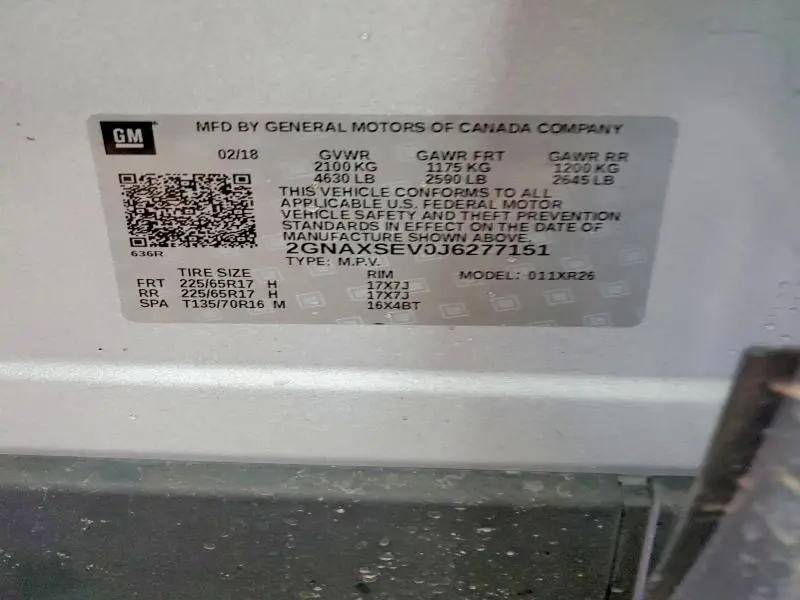 GM
MFD BY GENERAL MOTORS OF CANADA COMPANY
02/18 GVWR GAWR FRT GAWR RR
2100 KG 1175 KG 1200 KG
4630 LB 2590 LB 2645 LB
THIS VEHICLE CONFORMS TO ALL
APPLICABLE U.S. FEDERAL MOTOR
VEHICLE SAFETY AND THEFT PREVENTION
STANDARDS IN EFFECT ON THE DATE OF
MANUFACTURE SHOWN ABOVE.
636R
2GNAXSEV0J6277151
TYPE: M.P.V.
TIRE SIZE RIM MODEL: 011XR26
FRT 225/65R17 H 17X7J
RR 225/65R17 H 17X7J
SPA T135/70R16 M 16X4BT